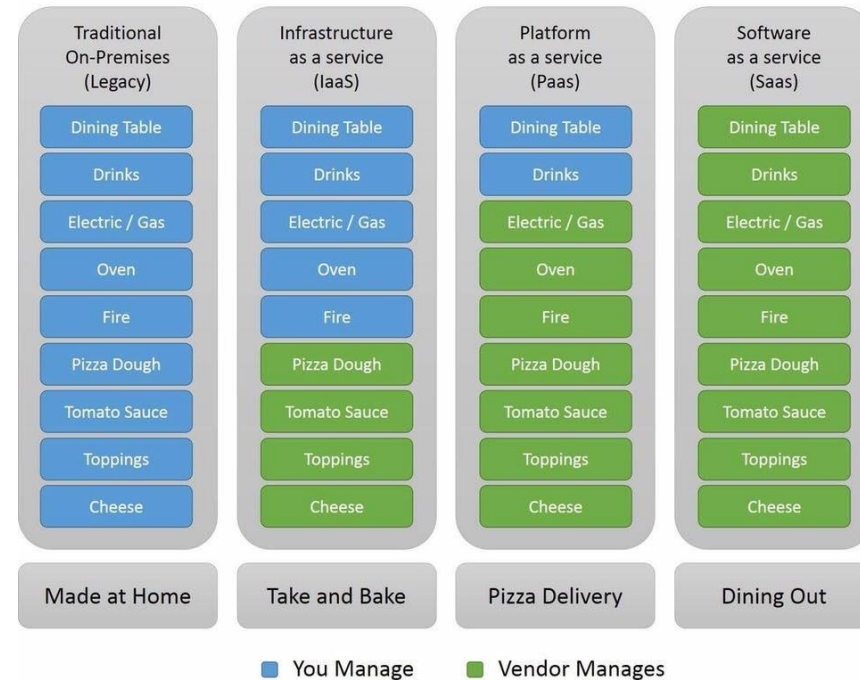 Traditional
On-Premises
(Legacy)
Dining Table
Drinks
Electric / Gas
Oven
Fire
Pizza Dough
Tomato Sauce
Toppings
Cheese
Made at Home
Infrastructure
as a service
(IaaS)
Dining Table
Drinks
Electric / Gas
Oven
Fire
Pizza Dough
Tomato Sauce
Toppings
Cheese
Take and Bake
Platform
as a service
(Paas)
Dining Table
Drinks
Electric / Gas
Oven
Fire
Pizza Dough
Tomato Sauce
Toppings
Cheese
Pizza Delivery
Software
as a service
(Saas)
Dining Table
Drinks
Electric / Gas
Oven
Fire
Pizza Dough
Tomato Sauce
Toppings
Cheese
Dining Out
You Manage
Vendor Manages